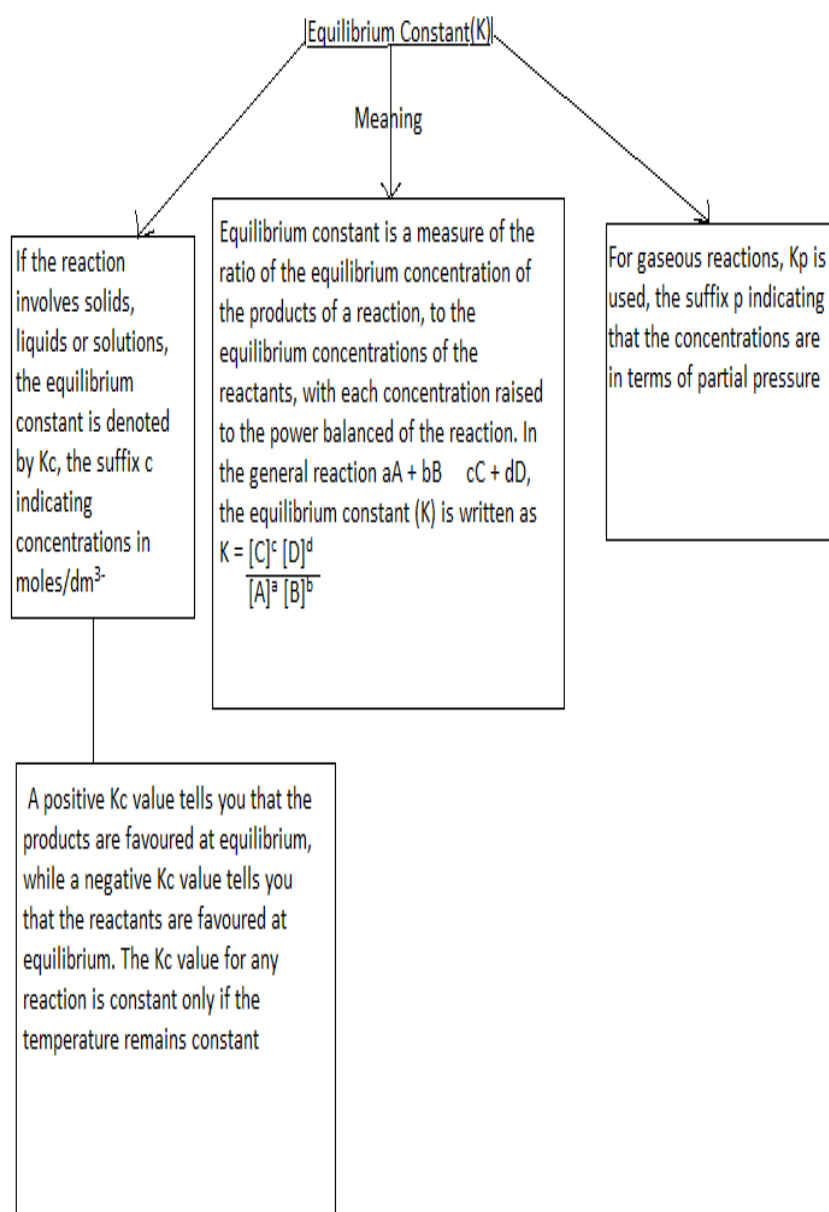 Equilibrium Constant(K)
Meaning
If the reaction
involves solids,
liquids or solutions,
the equilibrium
constant is denoted
by Kc, the suffix c
indicating
concentrations in
moles/dm³⁻
Equilibrium constant is a measure of the
ratio of the equilibrium concentration of
the products of a reaction, to the
equilibrium concentrations of the
reactants, with each concentration raised
to the power balanced of the reaction. In
the general reaction aA + bB    cC + dD,
the equilibrium constant (K) is written as
K = [C]ᶜ [D]ᵈ
[A]ᵃ [B]ᵇ
For gaseous reactions, Kp is
used, the suffix p indicating
that the concentrations are
in terms of partial pressure
A positive Kc value tells you that the
products are favoured at equilibrium,
while a negative Kc value tells you
that the reactants are favoured at
equilibrium. The Kc value for any
reaction is constant only if the
temperature remains constant